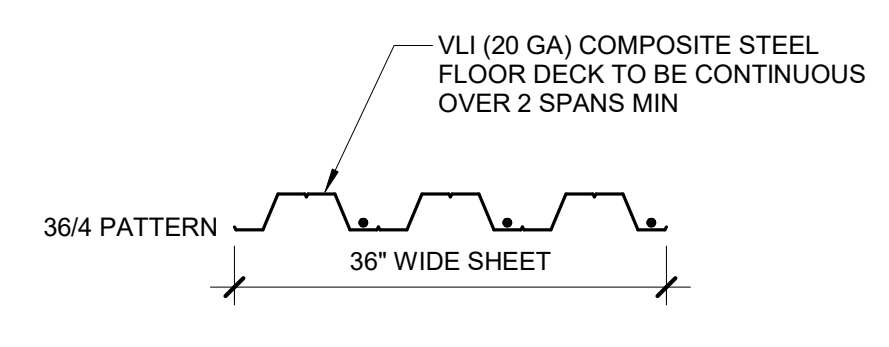 VLI (20 GA) COMPOSITE STEEL
FLOOR DECK TO BE CONTINUOUS
OVER 2 SPANS MIN
36/4 PATTERN
36" WIDE SHEET